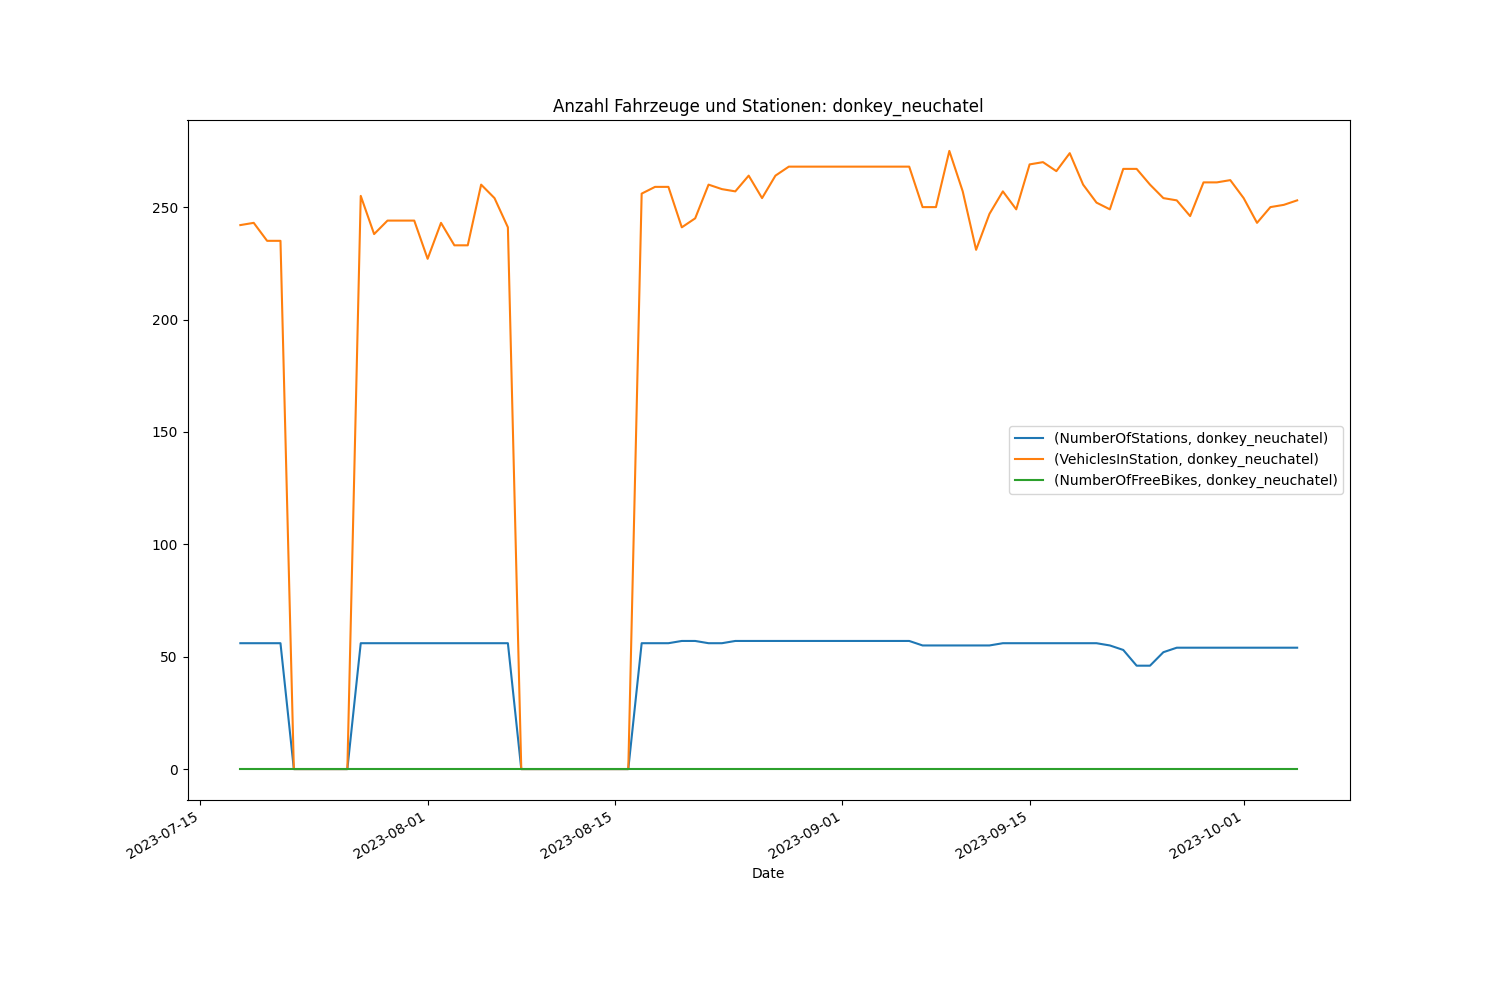 Anzahl Fahrzeuge und Stationen: donkey_neuchatel
250
200
150
100
50
0
(NumberOfStations, donkey_neuchatel)
(VehiclesInStation, donkey_neuchatel)
(NumberOfFreeBikes, donkey_neuchatel)
2023-07-15
2023-08-01
2023-08-15
2023-09-01
2023-09-15
2023-10-01
Date